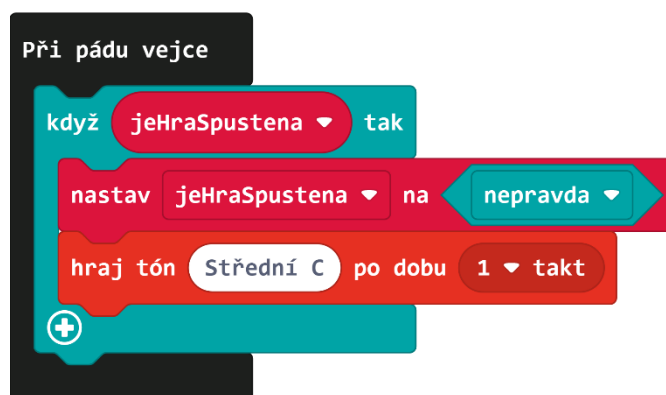 Při pádu vejce
když jeHraSpustena tak
nastav jeHraSpustena na nepravda
hraj tón Střední C po dobu 1 takt